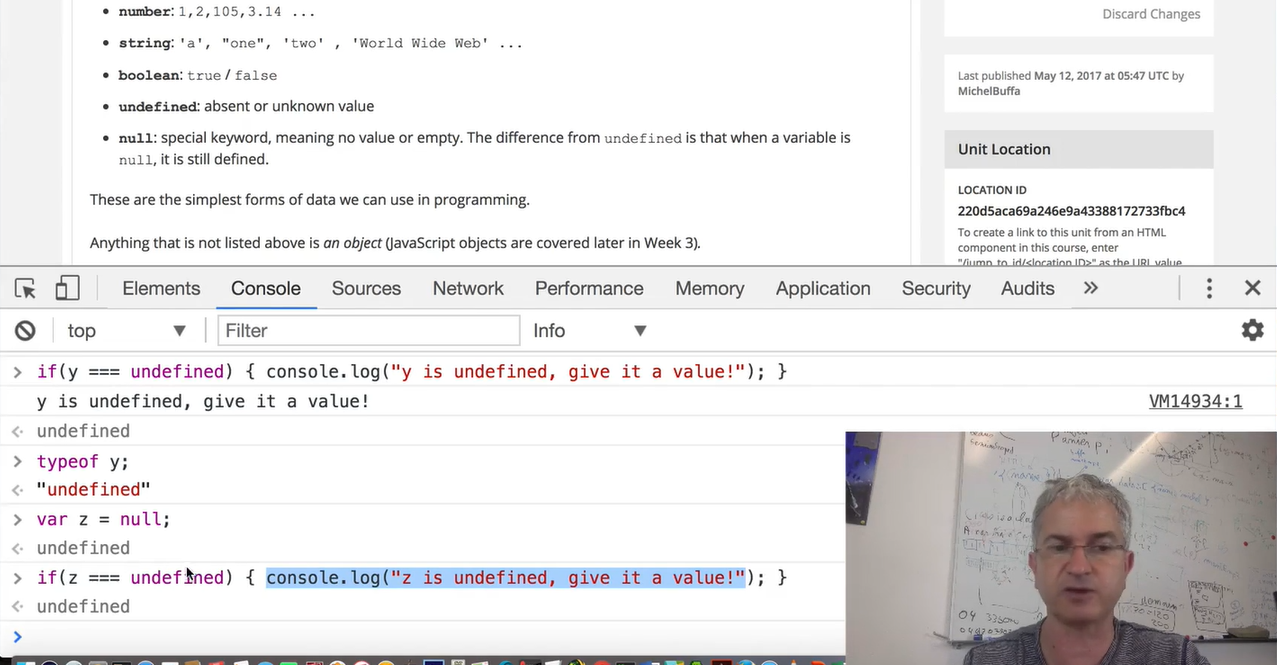 number: 1,2,105,3.14 ...
Discard Changes
string: 'a', "one", 'two' , 'World Wide Web' ...
boolean: true / false
undefined: absent or unknown value
null: special keyword, meaning no value or empty. The difference from undefined is that when a variable is
null, it is still defined.
These are the simplest forms of data we can use in programming.
Anything that is not listed above is an object (JavaScript objects are covered later in Week 3).
Last published May 12, 2017 at 05:47 UTC by
MichelBuffa
Unit Location
LOCATION ID
220d5aca69a246e9a43388172733fbc4
To create a link to this unit from an HTML
component in this course, enter
"/jump_to_id/<location ID>" as the URL value
Elements Console Sources Network Performance Memory Application Security Audits »
top Filter Info
> if(y === undefined) { console.log("y is undefined, give it a value!"); }
y is undefined, give it a value! VM14934:1
undefined
> typeof y;
"undefined"
> var z = null;
undefined
> if(z === undefined) { console.log("z is undefined, give it a value!"); }
undefined
>